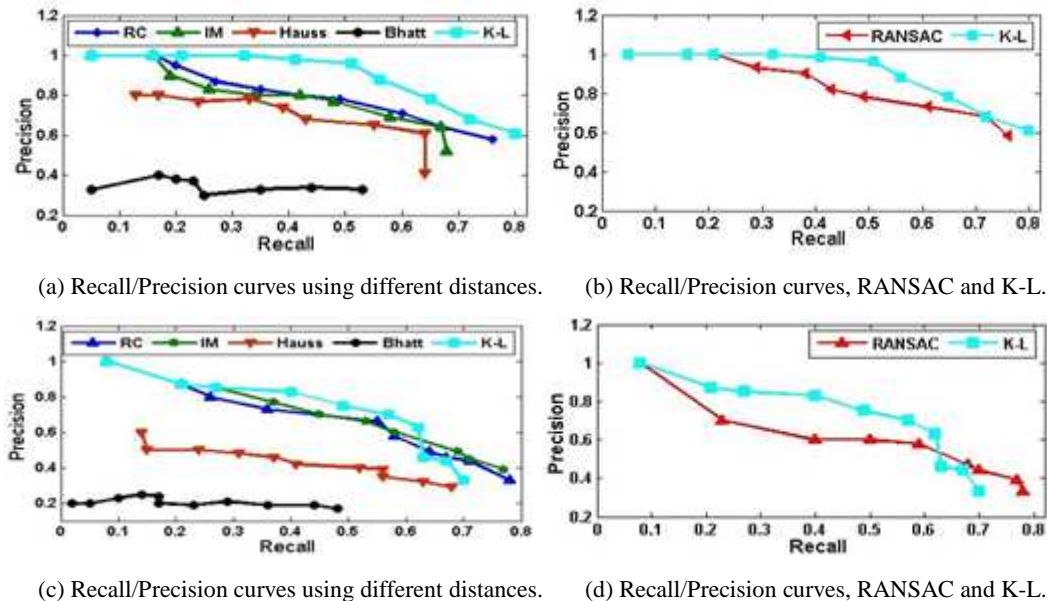 RC IM Hauss Bhatt K-L
1.2
1
0.8
0.6
0.4
0.2
Precision
0 0.1 0.2 0.3 0.4 0.5 0.6 0.7 0.8
Recall
(a) Recall/Precision curves using different distances.
RANSAC K-L
1.2
1
0.8
0.6
0.4
0.2
Precision
0 0.1 0.2 0.3 0.4 0.5 0.6 0.7 0.8
Recall
(b) Recall/Precision curves, RANSAC and K-L.
RC IM Hauss Bhatt K-L
1.2
1
0.8
0.6
0.4
0.2
Precision
0 0.1 0.2 0.3 0.4 0.5 0.6 0.7 0.8
Recall
(c) Recall/Precision curves using different distances.
RANSAC K-L
1.2
1
0.8
0.6
0.4
0.2
Precision
0 0.1 0.2 0.3 0.4 0.5 0.6 0.7 0.8
Recall
(d) Recall/Precision curves, RANSAC and K-L.